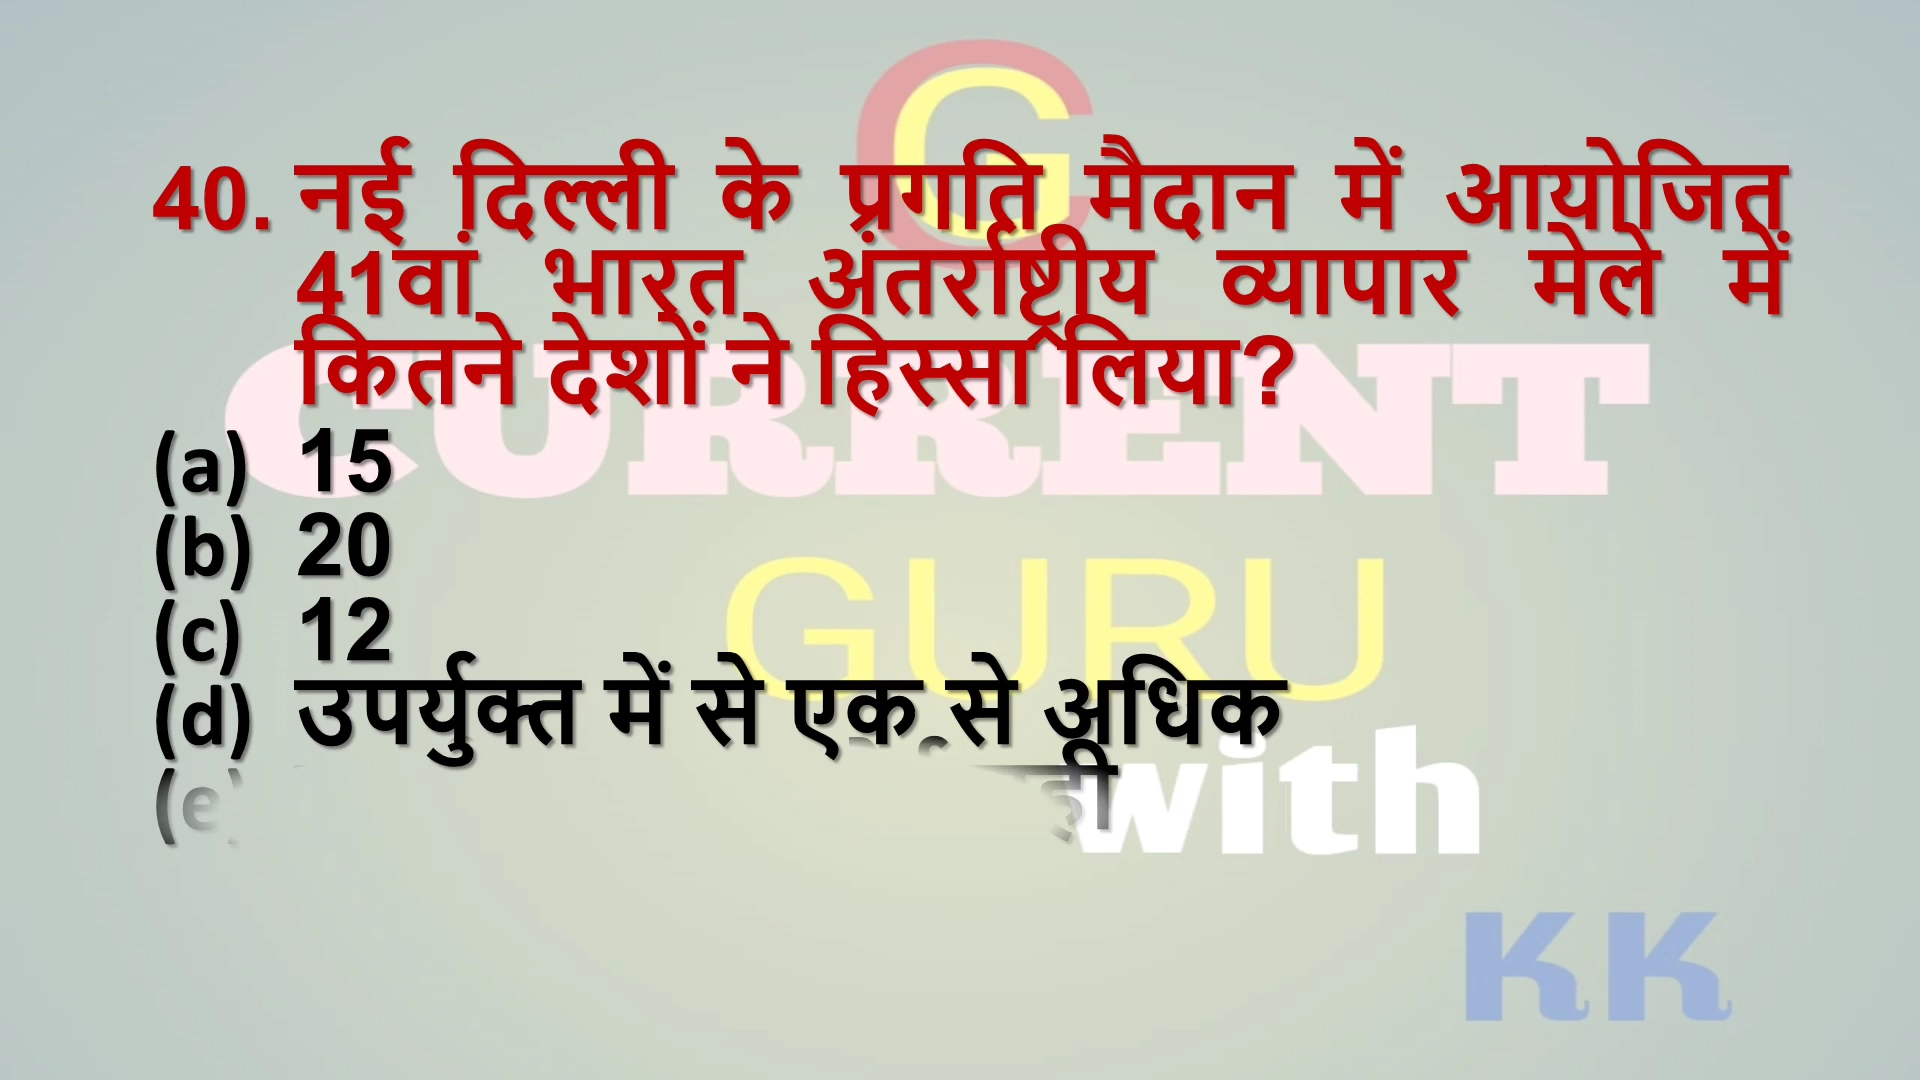 G
40. नई दिल्ली के प्रगति मैदान में आयोजित
41वां भारत अंतर्राष्ट्रीय व्यापार मेले में
कितने देशों ने हिस्सा लिया?
CURRENT
(a) 15
(b) 20
GURU
(c) 12
(d) उपर्युक्त में से एक से अधिक
with
(e)
KK